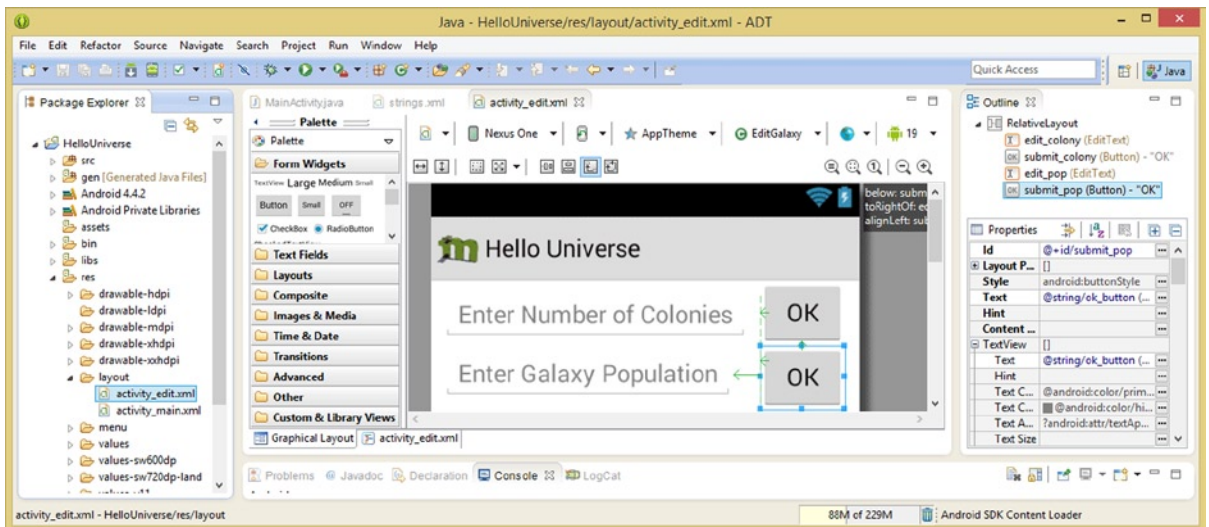 Java - HelloUniverse/res/layout/activity_edit.xml - ADT
File Edit Refactor Source Navigate Search Project Run Window Help
Quick Access
Java
Package Explorer
HelloUniverse
src
gen [Generated Java Files]
Android 4.4.2
Android Private Libraries
assets
bin
libs
res
drawable-hdpi
drawable-ldpi
drawable-mdpi
drawable-xhdpi
drawable-xxhdpi
layout
activity_edit.xml
activity_main.xml
menu
values
values-sw600dp
values-sw720dp-land
MainActivity.java strings.xml activity_edit.xml
Palette
Palette
Form Widgets
TextView Large Medium Small
Button Small OFF
CheckBox RadioButton
Text Fields
Layouts
Composite
Images & Media
Time & Date
Transitions
Advanced
Other
Custom & Library Views
Graphical Layout activity_edit.xml
Nexus One AppTheme EditGalaxy 19
Hello Universe
Enter Number of Colonies OK
Enter Galaxy Population OK
below: subm
toRightOf: ed
alignLeft: sul
Outline
RelativeLayout
edit_colony (EditText)
submit_colony (Button) - "OK"
edit_pop (EditText)
submit_pop (Button) - "OK"
Properties
Id @+id/submit_pop
Layout P... []
Style android:buttonStyle
Text @string/ok_button (...
Hint
Content ...
TextView []
Text @string/ok_button (...
Hint
Text C... @android:color/prim...
Text C... @android:color/hi...
Text A... ?android:attr/textAp...
Text Size
Problems @ Javadoc Declaration Console LogCat
activity_edit.xml - HelloUniverse/res/layout
88M of 229M
Android SDK Content Loader